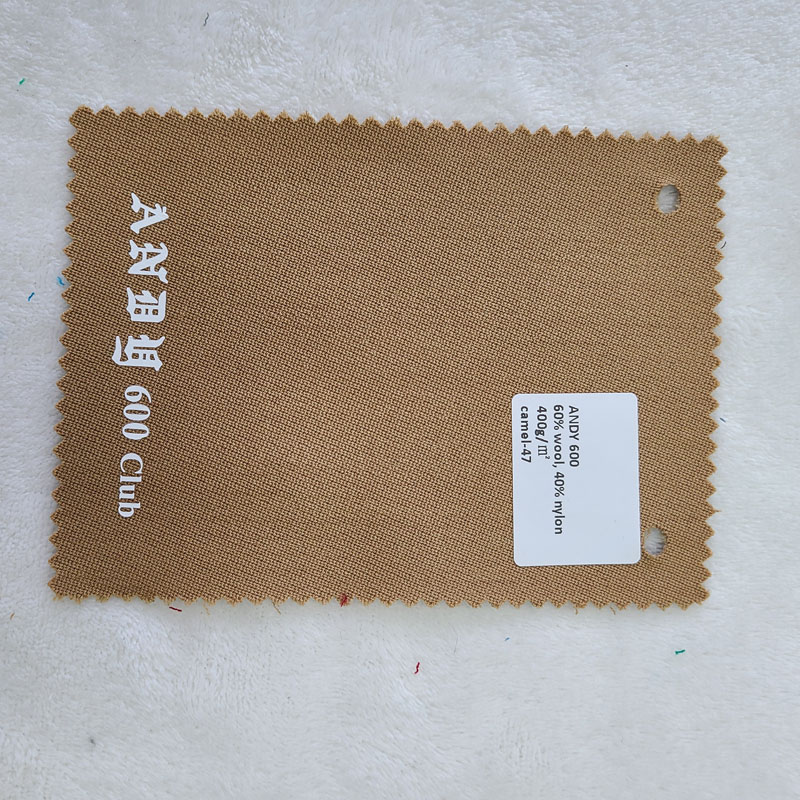 ANDY 600 Club
ANDY 600
60% wool, 40% nylon
400g/㎡
camel-47